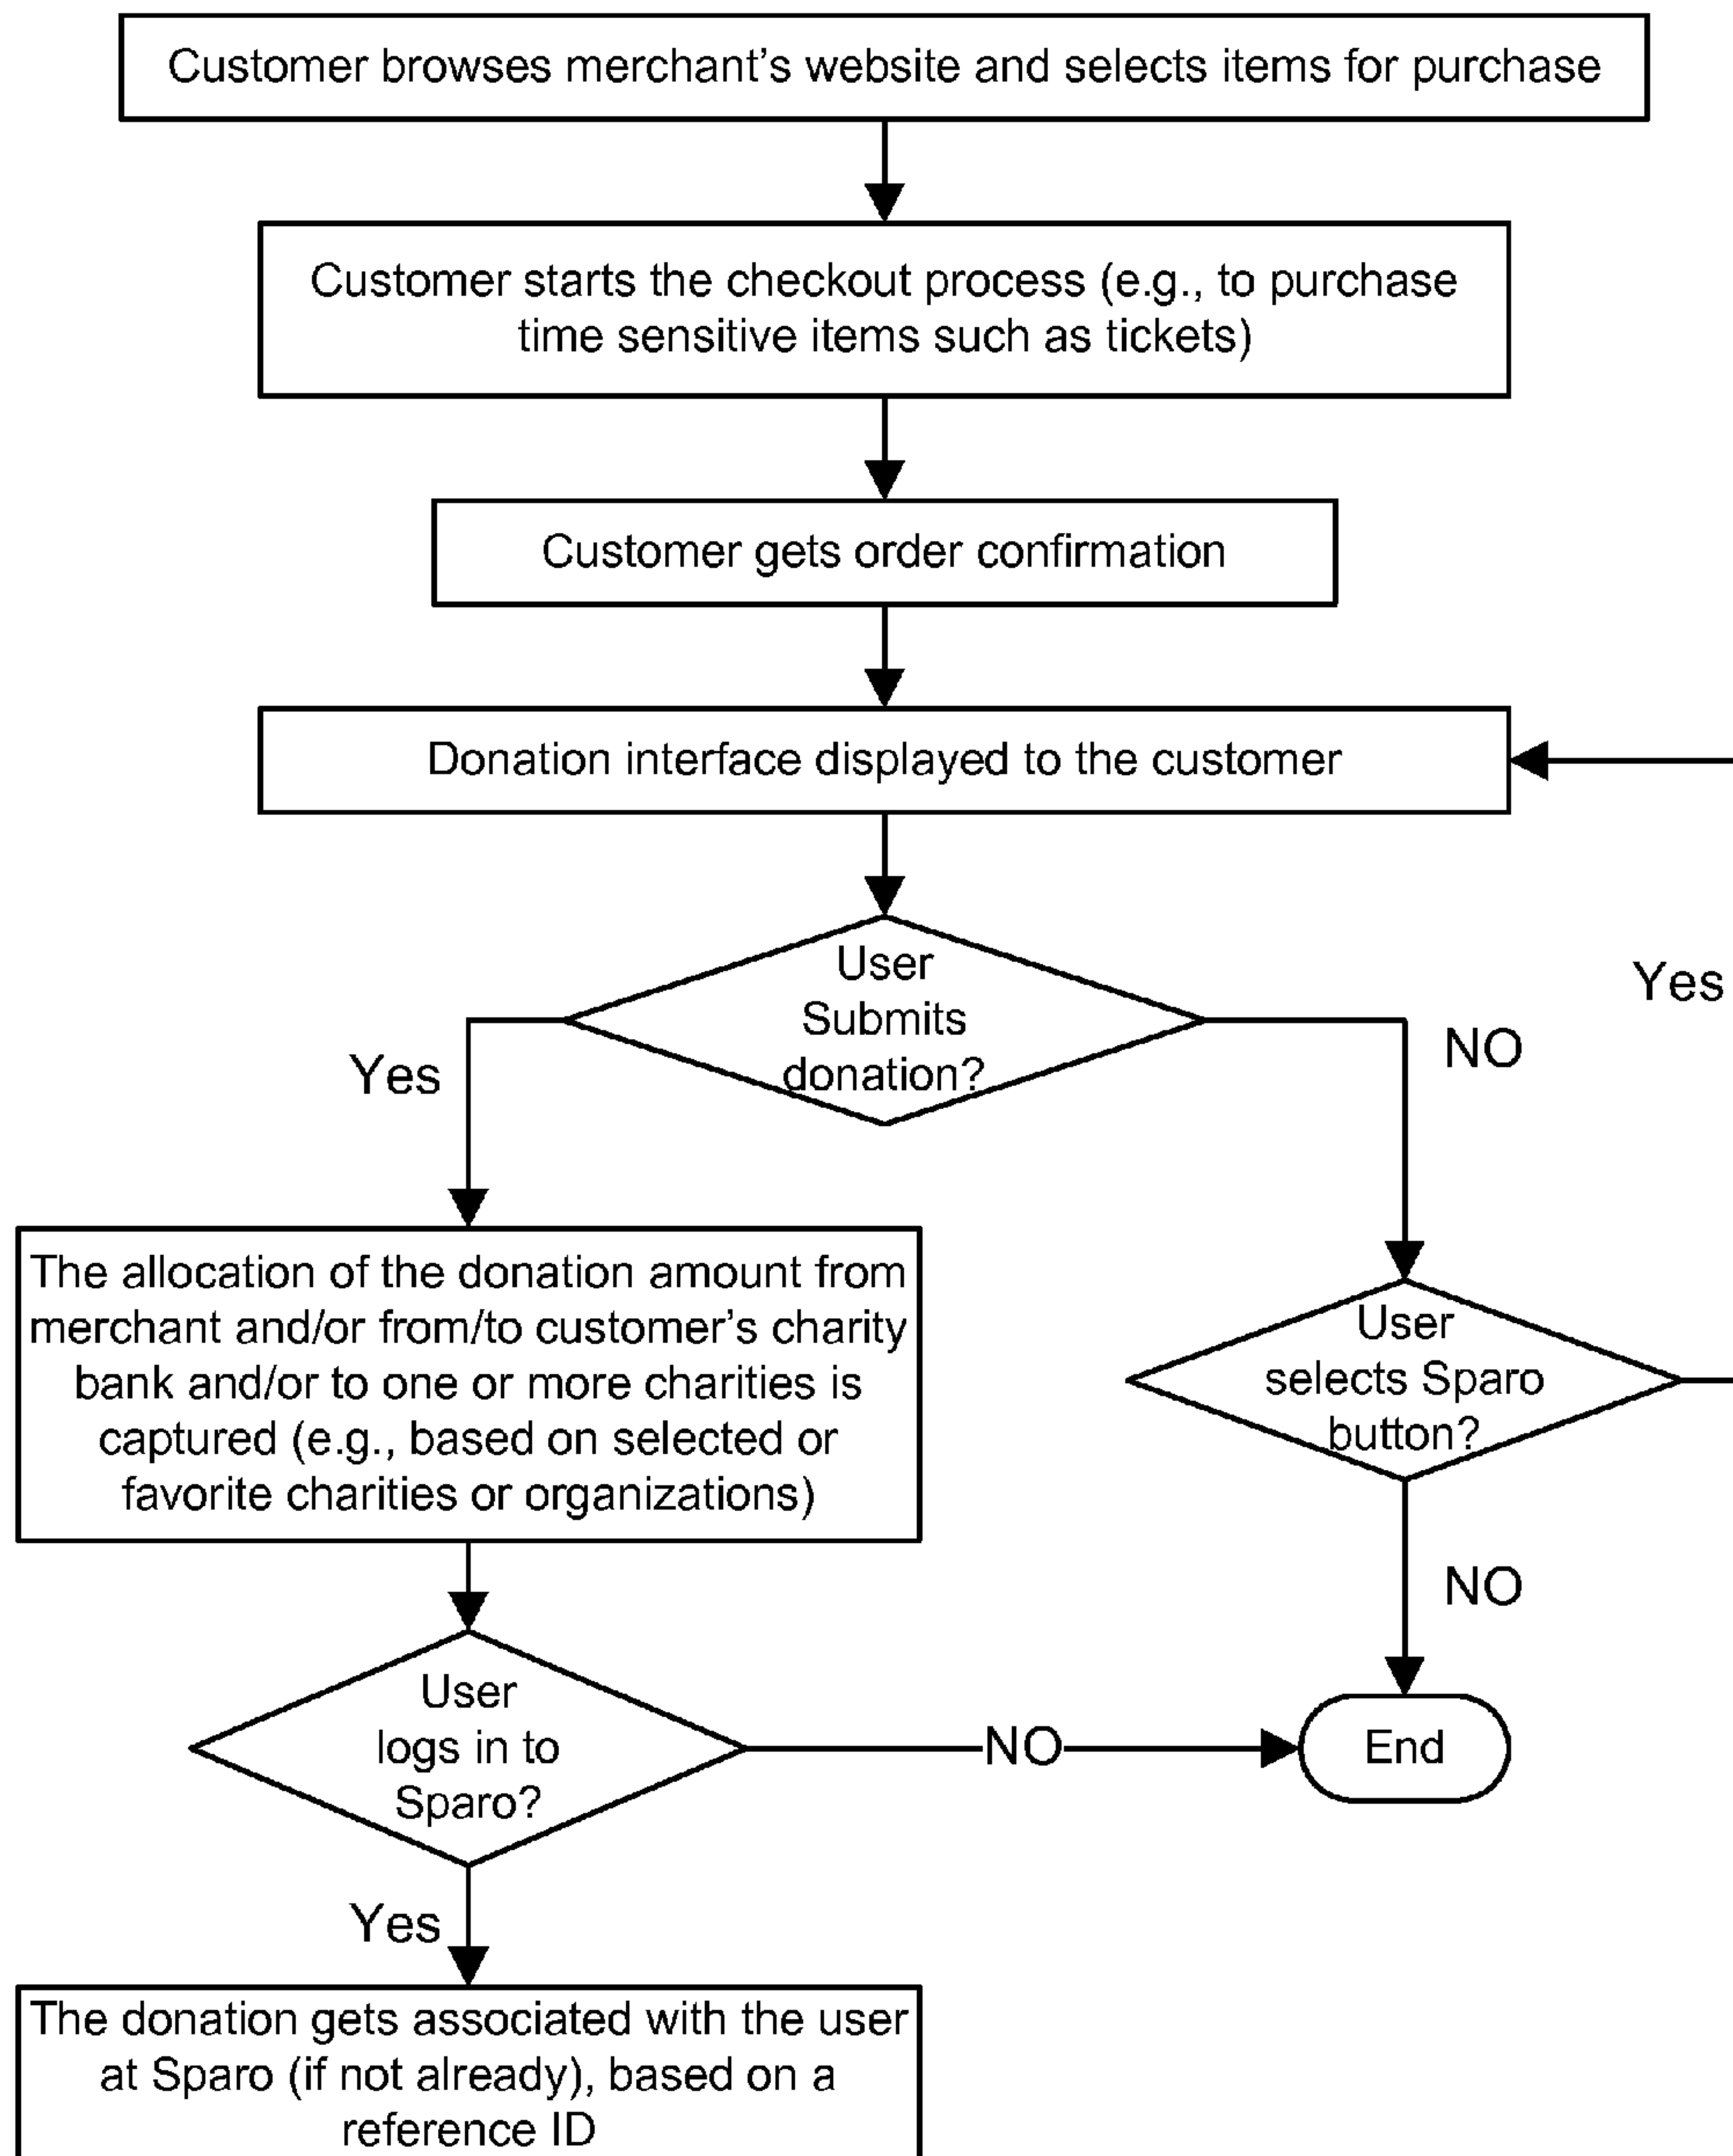 Customer browses merchant's website and selects items for purchase
Customer starts the checkout process (e.g., to purchase
time sensitive items such as tickets)
Customer gets order confirmation
Donation interface displayed to the customer
User
Submits
donation?
Yes
NO
Yes
The allocation of the donation amount from
merchant and/or from/to customer's charity
bank and/or to one or more charities is
captured (e.g., based on selected or
favorite charities or organizations)
User
selects Sparo
button?
NO
User
logs in to
Sparo?
NO
End
Yes
The donation gets associated with the user
at Sparo (if not already), based on a
reference ID